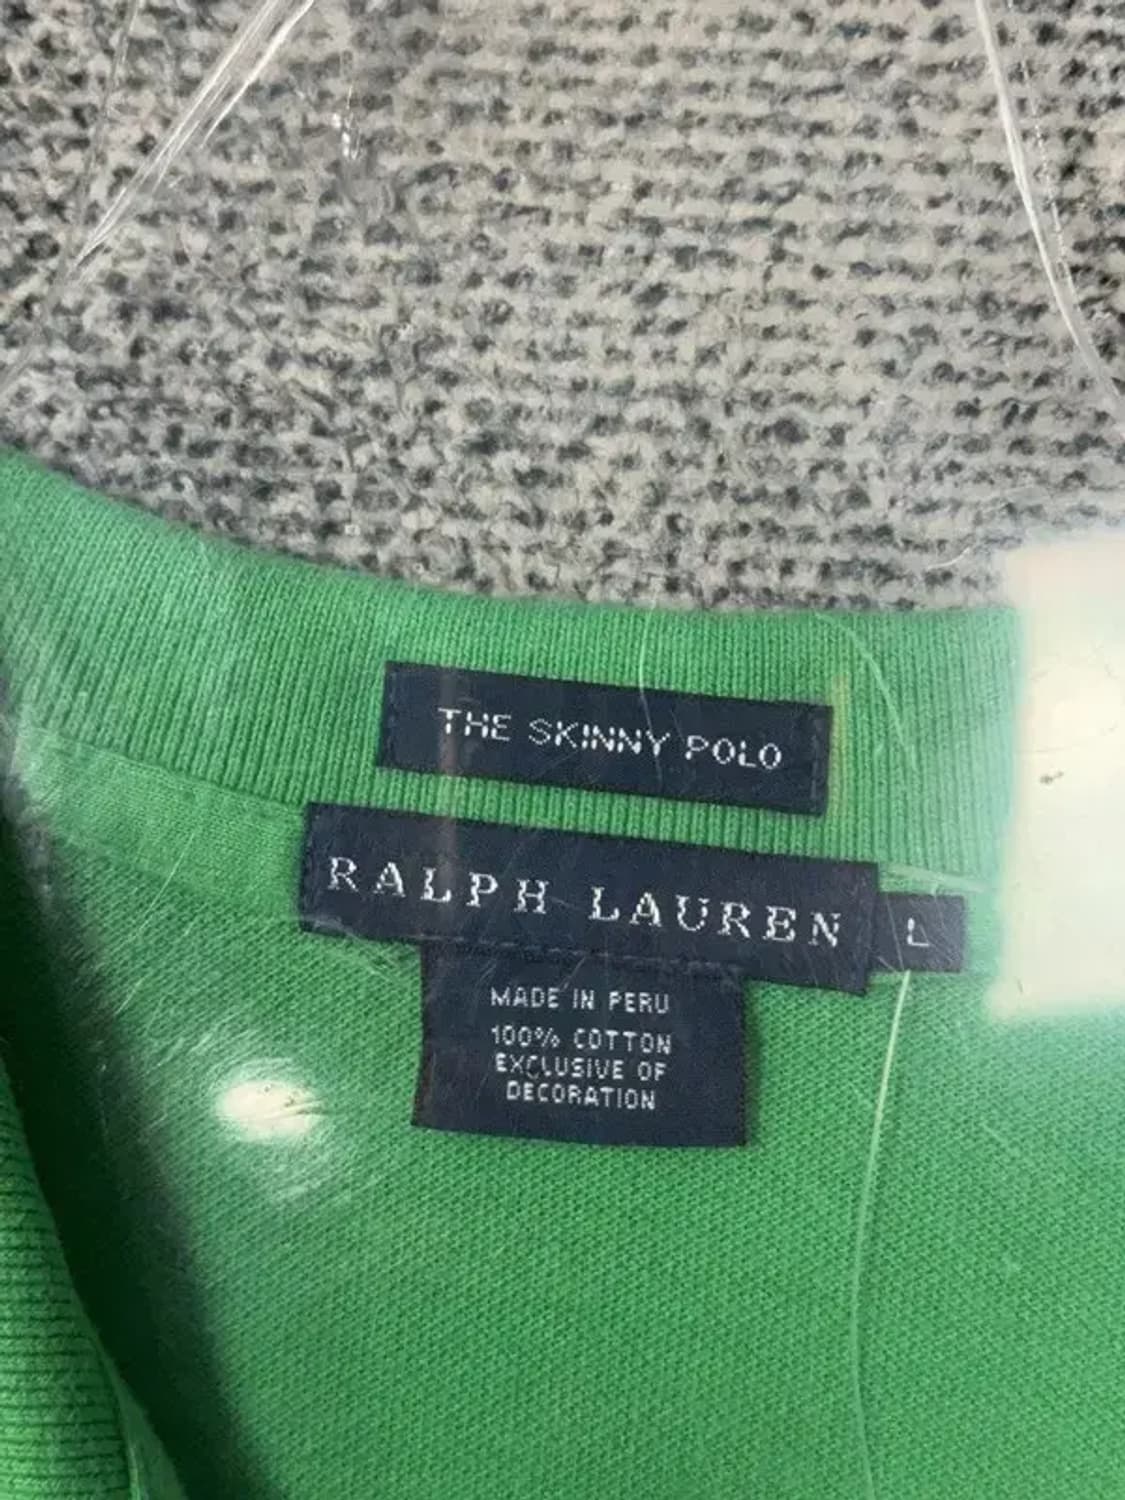 THE SKINNY POLO
RALPH LAUREN
L
MADE IN PERU
100% COTTON
EXCLUSIVE OF
DECORATION